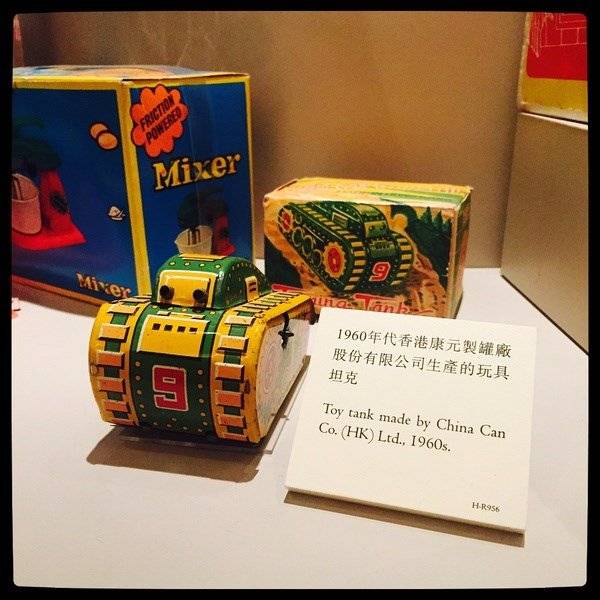 FRICTION
POWERED
Mixer
Mixer
9
Tank
9
1960年代香港康元製罐廠
股份有限公司生產的玩具
坦克
Toy tank made by China Can
Co. (HK) Ltd., 1960s.
H-R956